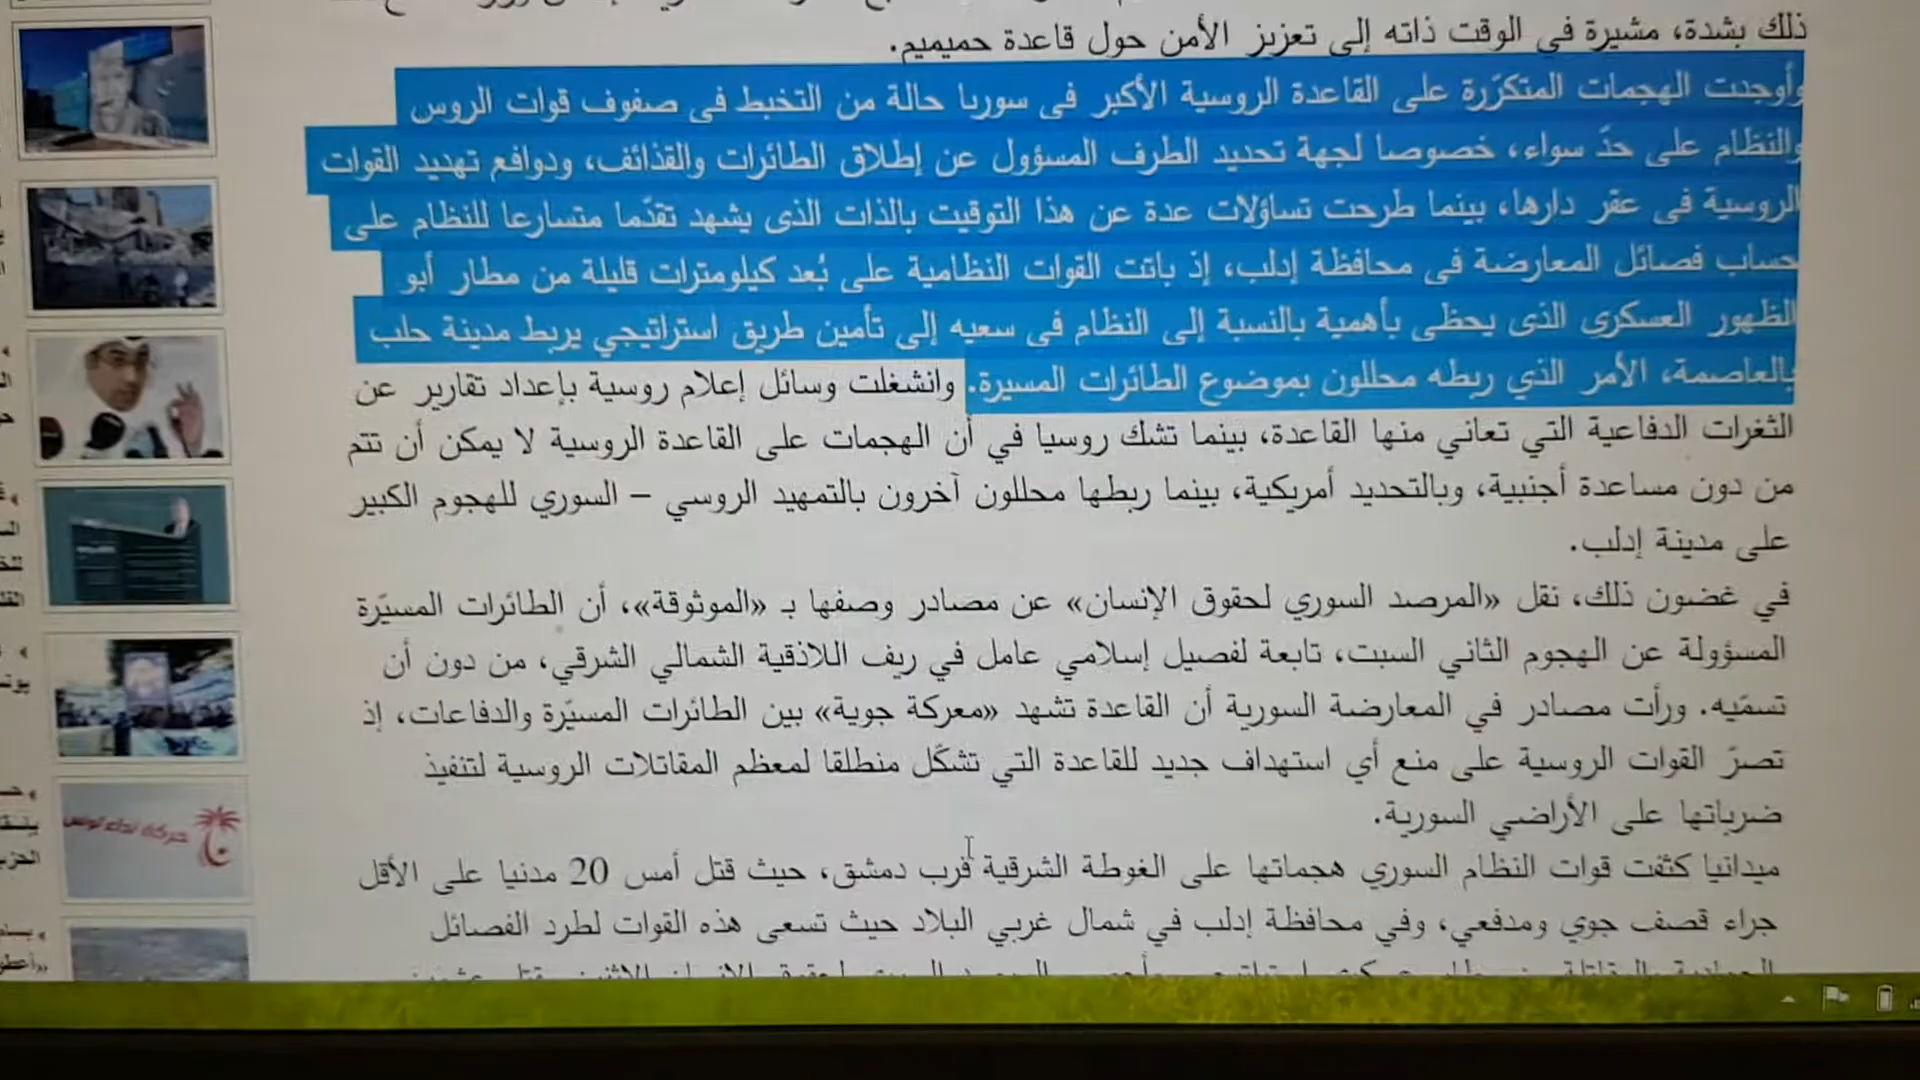 ذلك بشدة، مشيرة في الوقت ذاته إلى تعزيز الأمن حول قاعدة حميميم.
وأوجدت الهجمات المتكرّرة على القاعدة الروسية الأكبر في سوريا حالة من التخبط في صفوف قوات الروس
والنظام على حدّ سواء، خصوصا لجهة تحديد الطرف المسؤول عن إطلاق الطائرات والقذائف، ودوافع تهديد القوات
الروسية في عقر دارها، بينما طرحت تساؤلات عدة عن هذا التوقيت بالذات الذي يشهد تقدّما متسارعا للنظام على
حساب فصائل المعارضة في محافظة إدلب، إذ باتت القوات النظامية على بُعد كيلومترات قليلة من مطار أبو
الظهور العسكري الذي يحظى بأهمية بالنسبة إلى النظام في سعيه إلى تأمين طريق استراتيجي يربط مدينة حلب
بالعاصمة، الأمر الذي ربطه محللون بموضوع الطائرات المسيرة. وانشغلت وسائل إعلام روسية بإعداد تقارير عن
الثغرات الدفاعية التي تعاني منها القاعدة، بينما تشك روسيا في أن الهجمات على القاعدة الروسية لا يمكن أن تتم
من دون مساعدة أجنبية، وبالتحديد أمريكية، بينما ربطها محللون آخرون بالتمهيد الروسي – السوري للهجوم الكبير
على مدينة إدلب.
في غضون ذلك، نقل «المرصد السوري لحقوق الإنسان» عن مصادر وصفها بـ «الموثوقة»، أن الطائرات المسيّرة
المسؤولة عن الهجوم الثاني السبت، تابعة لفصيل إسلامي عامل في ريف اللاذقية الشمالي الشرقي، من دون أن
تسمّيه. ورأت مصادر في المعارضة السورية أن القاعدة تشهد «معركة جوية» بين الطائرات المسيّرة والدفاعات، إذ
تصرّ القوات الروسية على منع أي استهداف جديد للقاعدة التي تشكّل منطلقا لمعظم المقاتلات الروسية لتنفيذ
ضرباتها على الأراضي السورية.
ميدانيا كثفت قوات النظام السوري هجماتها على الغوطة الشرقية قرب دمشق، حيث قتل أمس 20 مدنيا على الأقل
جراء قصف جوي ومدفعي، وفي محافظة إدلب في شمال غربي البلاد حيث تسعى هذه القوات لطرد الفصائل
حركة نداء تونس